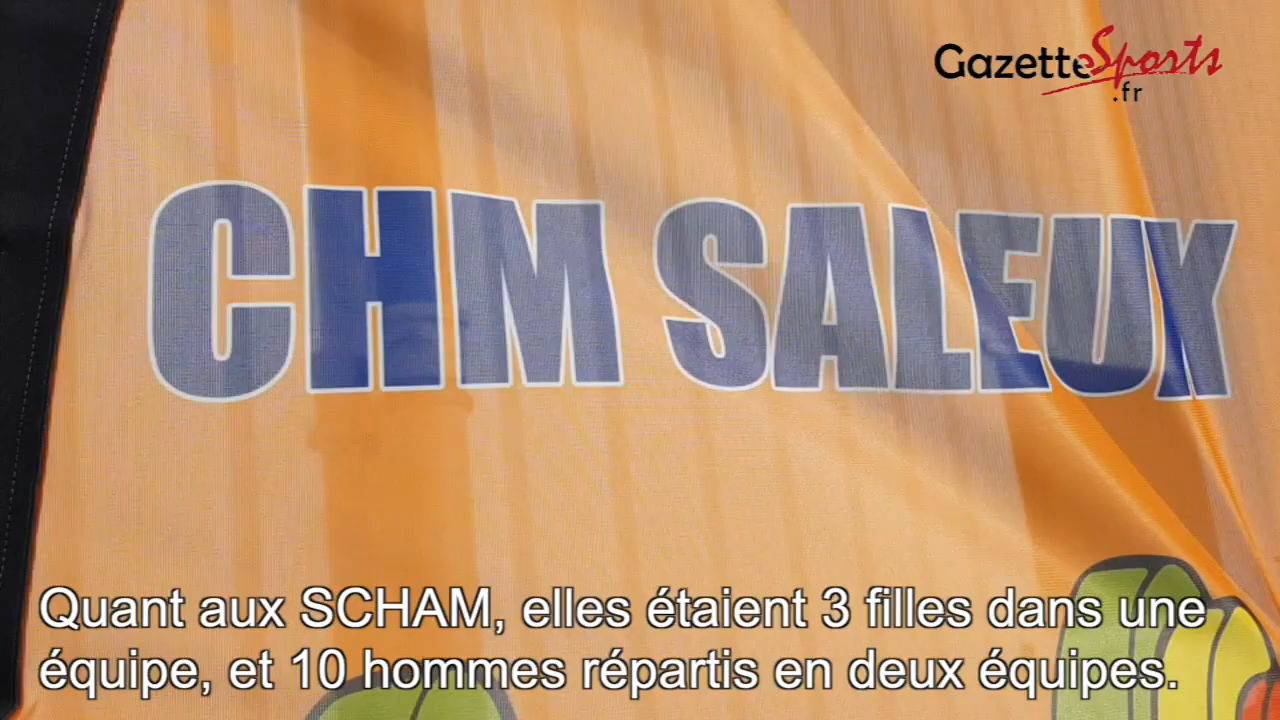 GazetteSports
.fr
CHM SALEUX
Quant aux SCHAM, elles étaient 3 filles dans une
équipe, et 10 hommes répartis en deux équipes.